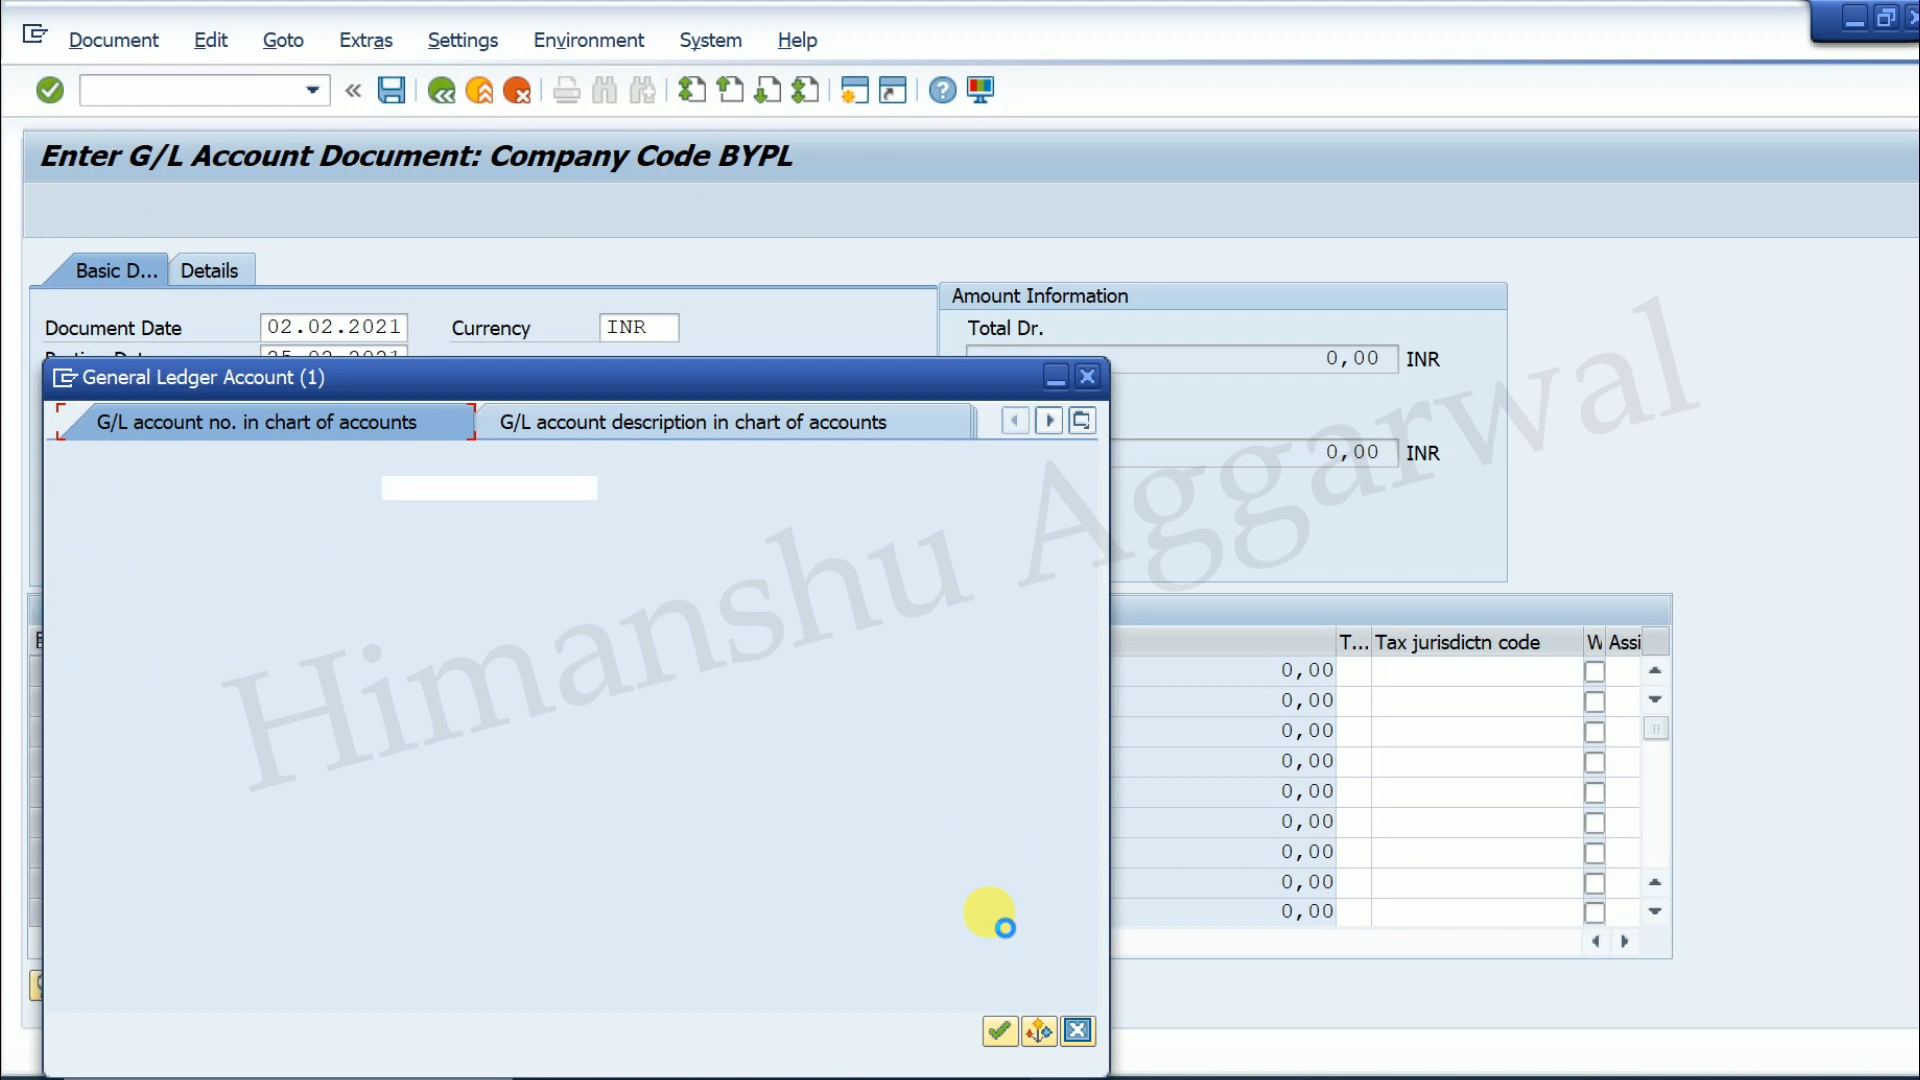 Document Edit Goto Extras Settings Environment System Help
Enter G/L Account Document: Company Code BYPL
Basic D... Details
Amount Information
Document Date 02.02.2021 Currency INR
Total Dr.
0,00 INR
General Ledger Account (1)
G/L account no. in chart of accounts G/L account description in chart of accounts
0,00 INR
Himanshu Aggarwal
T... Tax jurisdictn code W Assi
0,00
0,00
0,00
0,00
0,00
0,00
0,00
0,00
0,00